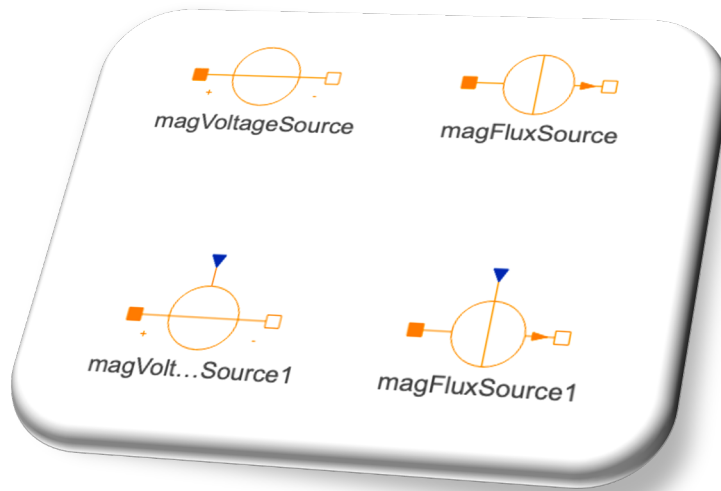 + -
magVoltageSource
magFluxSource
+ -
magVolt…Source1
magFluxSource1